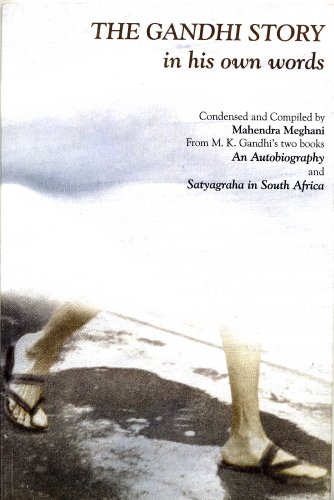 THE GANDHI STORY
in his own words
Condensed and Compiled by
Mahendra Meghani
From M. K. Gandhi's two books
An Autobiography
and
Satyagraha in South Africa